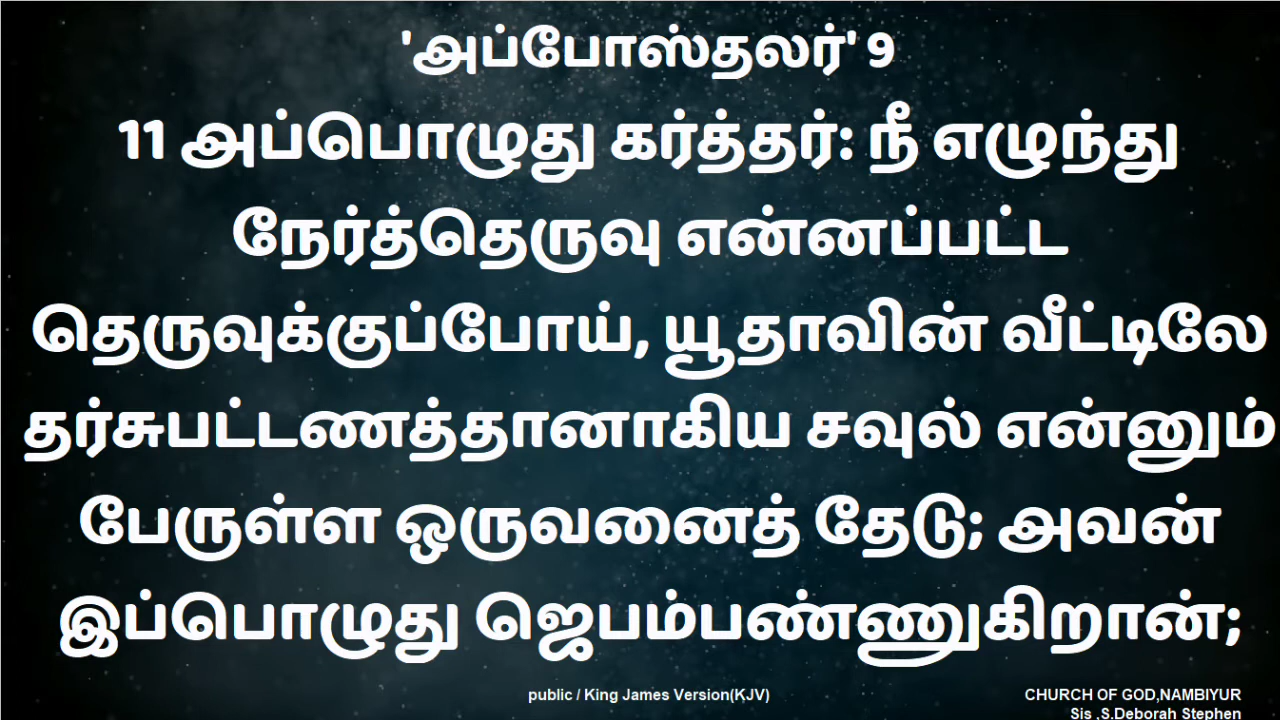 'அப்போஸ்தலர்' 9
11 அப்பொழுது கர்த்தர்: நீ எழுந்து
நேர்த்தெருவு என்னப்பட்ட
தெருவுக்குப்போய், யூதாவின் வீட்டிலே
தர்சுபட்டணத்தானாகிய சவுல் என்னும்
பேருள்ள ஒருவனைத் தேடு; அவன்
இப்பொழுது ஜெபம்பண்ணுகிறான்;
public / King James Version(KJV)
CHURCH OF GOD,NAMBIYUR
Sis .S.Deborah Stephen